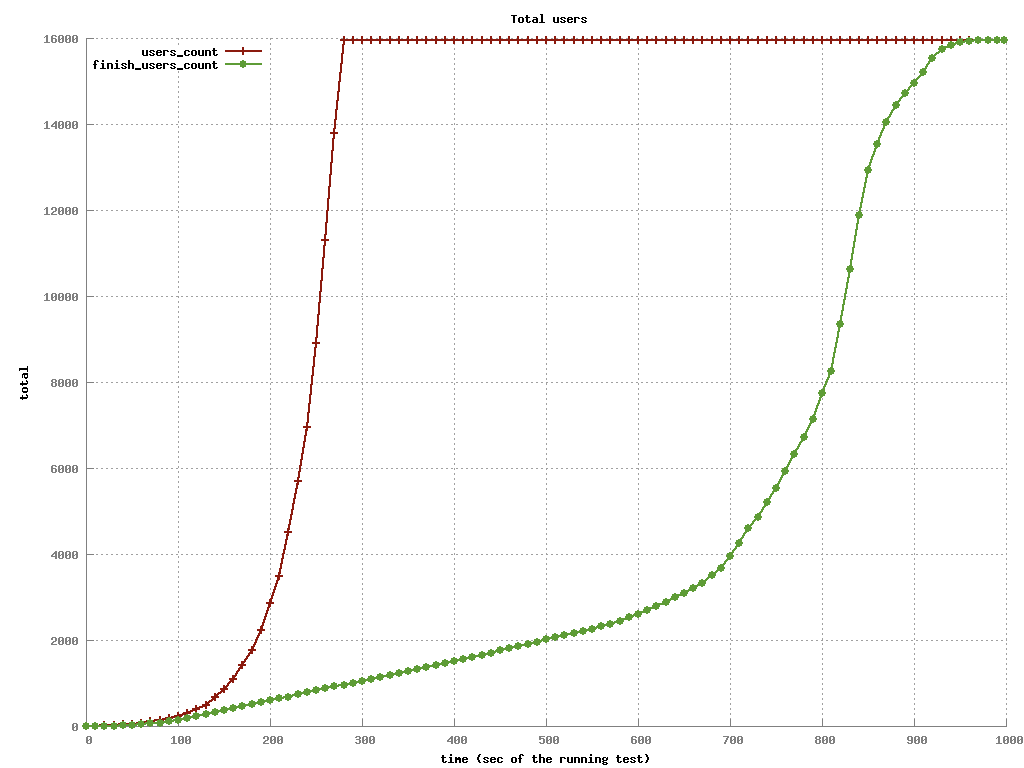 Total users
users_count
finish_users_count
16000
14000
12000
10000
8000
6000
4000
2000
0
total
0 100 200 300 400 500 600 700 800 900 1000
time (sec of the running test)